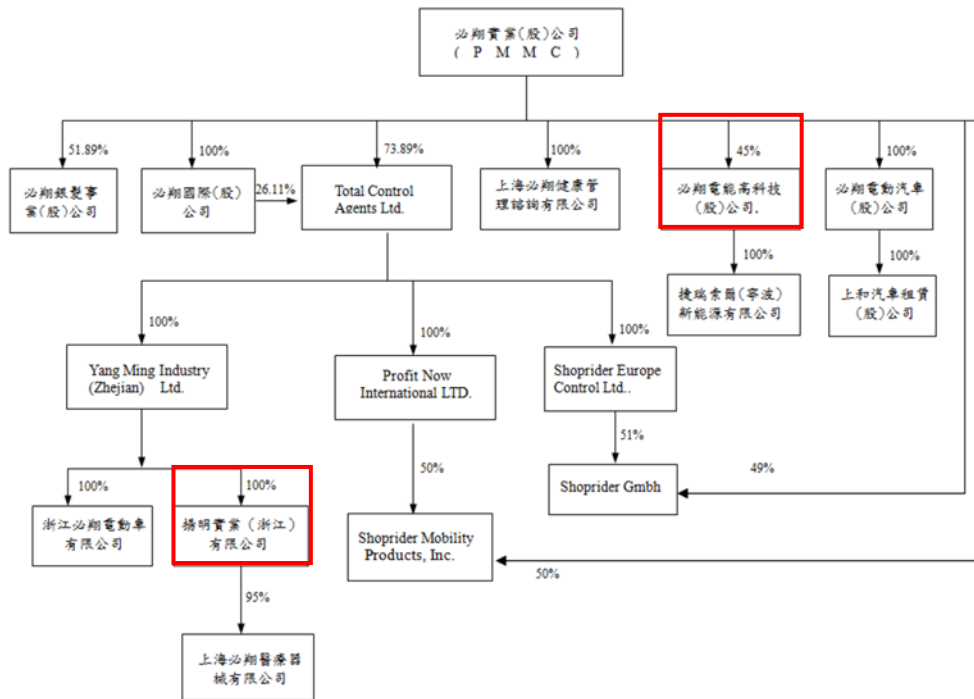 必翔實業(股)公司
( P M M C )
51.89%
100%
73.89%
100%
45%
100%
必翔銀髮事
業(股)公司
必翔國際(股)
公司
26.11%
Total Control
Agents Ltd.
上海必翔健康管
理諮詢有限公司
必翔電能高科技
(股)公司.
必翔電動汽車
(股)公司
100%
100%
捷瑞索爾(寧波)
新能源有限公司
上和汽車租賃
(股)公司
100%
100%
100%
Yang Ming Industry
(Zhejian) Ltd.
Profit Now
International LTD.
Shoprider Europe
Control Ltd..
51%
50%
49%
100%
100%
Shoprider Gmbh
浙江必翔電動車
有限公司
揚明實業（浙江）
有限公司
Shoprider Mobility
Products, Inc.
50%
95%
上海必翔醫療器
械有限公司